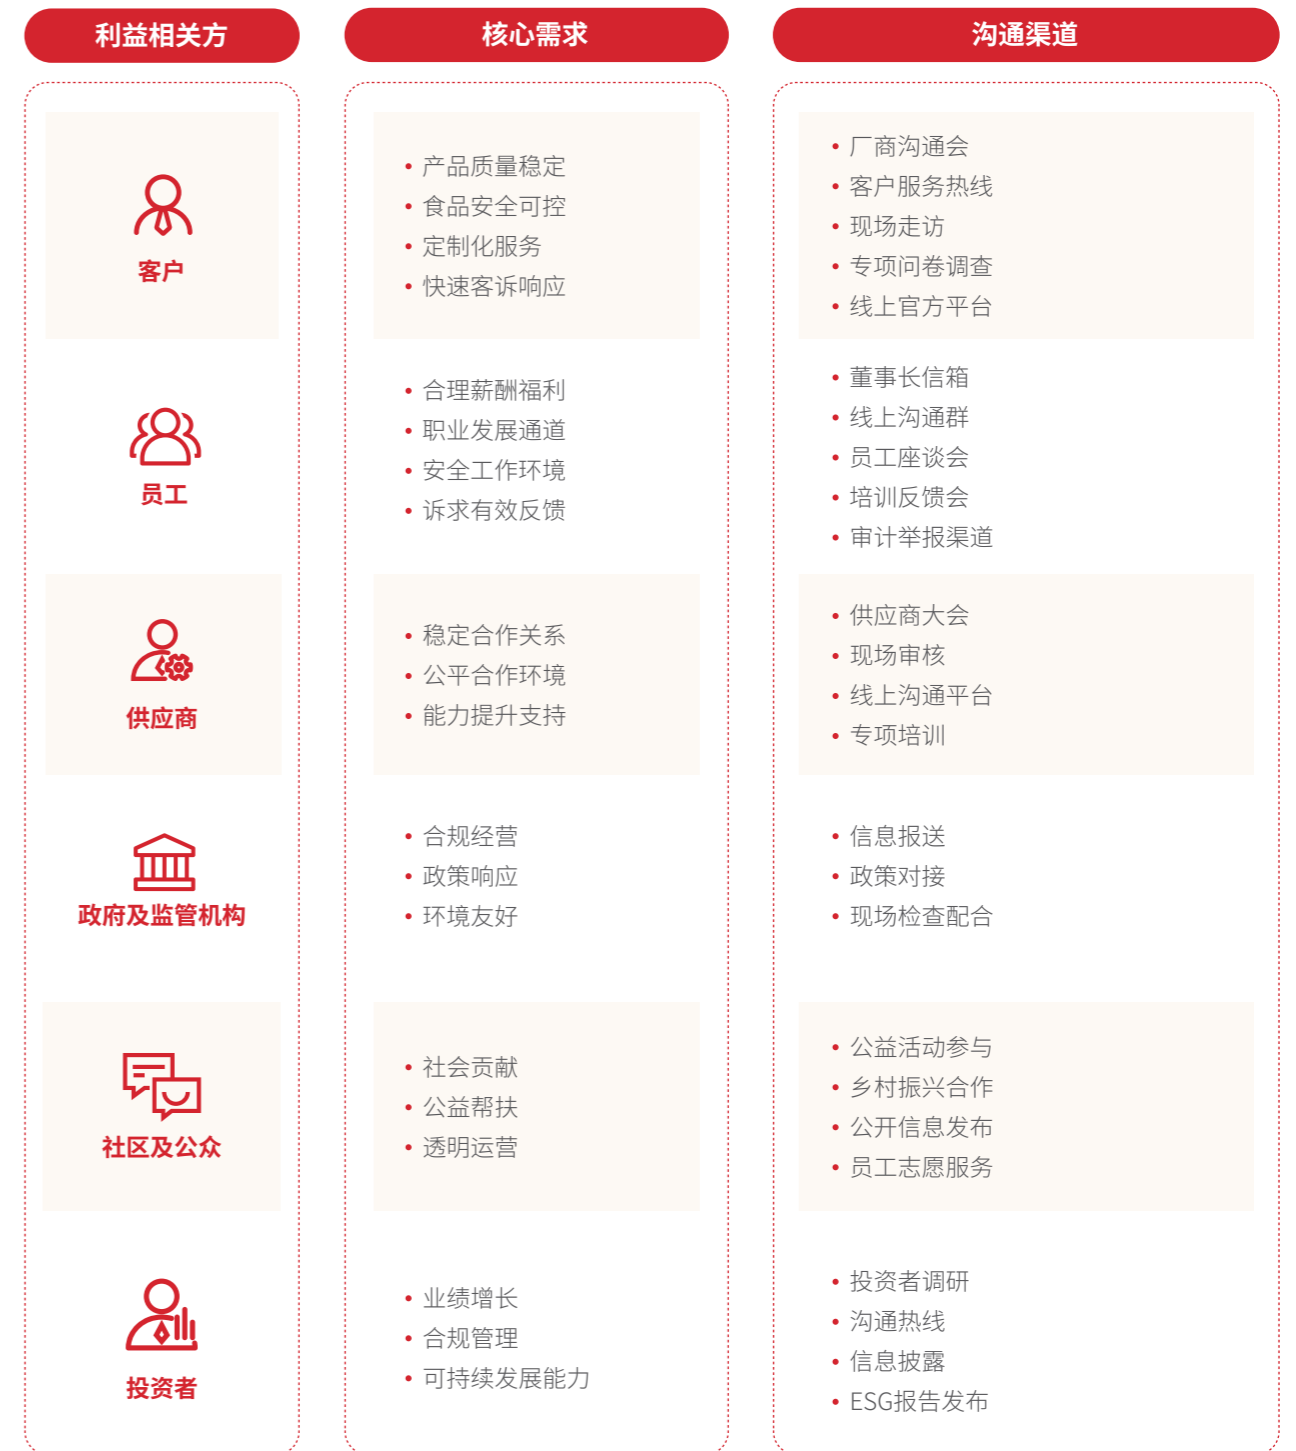 利益相关方
核心需求
沟通渠道
客户
• 产品质量稳定
• 食品安全可控
• 定制化服务
• 快速客诉响应
• 厂商沟通会
• 客户服务热线
• 现场走访
• 专项问卷调查
• 线上官方平台
员工
• 合理薪酬福利
• 职业发展通道
• 安全工作环境
• 诉求有效反馈
• 董事长信箱
• 线上沟通群
• 员工座谈会
• 培训反馈会
• 审计举报渠道
供应商
• 稳定合作关系
• 公平合作环境
• 能力提升支持
• 供应商大会
• 现场审核
• 线上沟通平台
• 专项培训
政府及监管机构
• 合规经营
• 政策响应
• 环境友好
• 信息报送
• 政策对接
• 现场检查配合
社区及公众
• 社会贡献
• 公益帮扶
• 透明运营
• 公益活动参与
• 乡村振兴合作
• 公开信息发布
• 员工志愿服务
投资者
• 业绩增长
• 合规管理
• 可持续发展能力
• 投资者调研
• 沟通热线
• 信息披露
• ESG报告发布